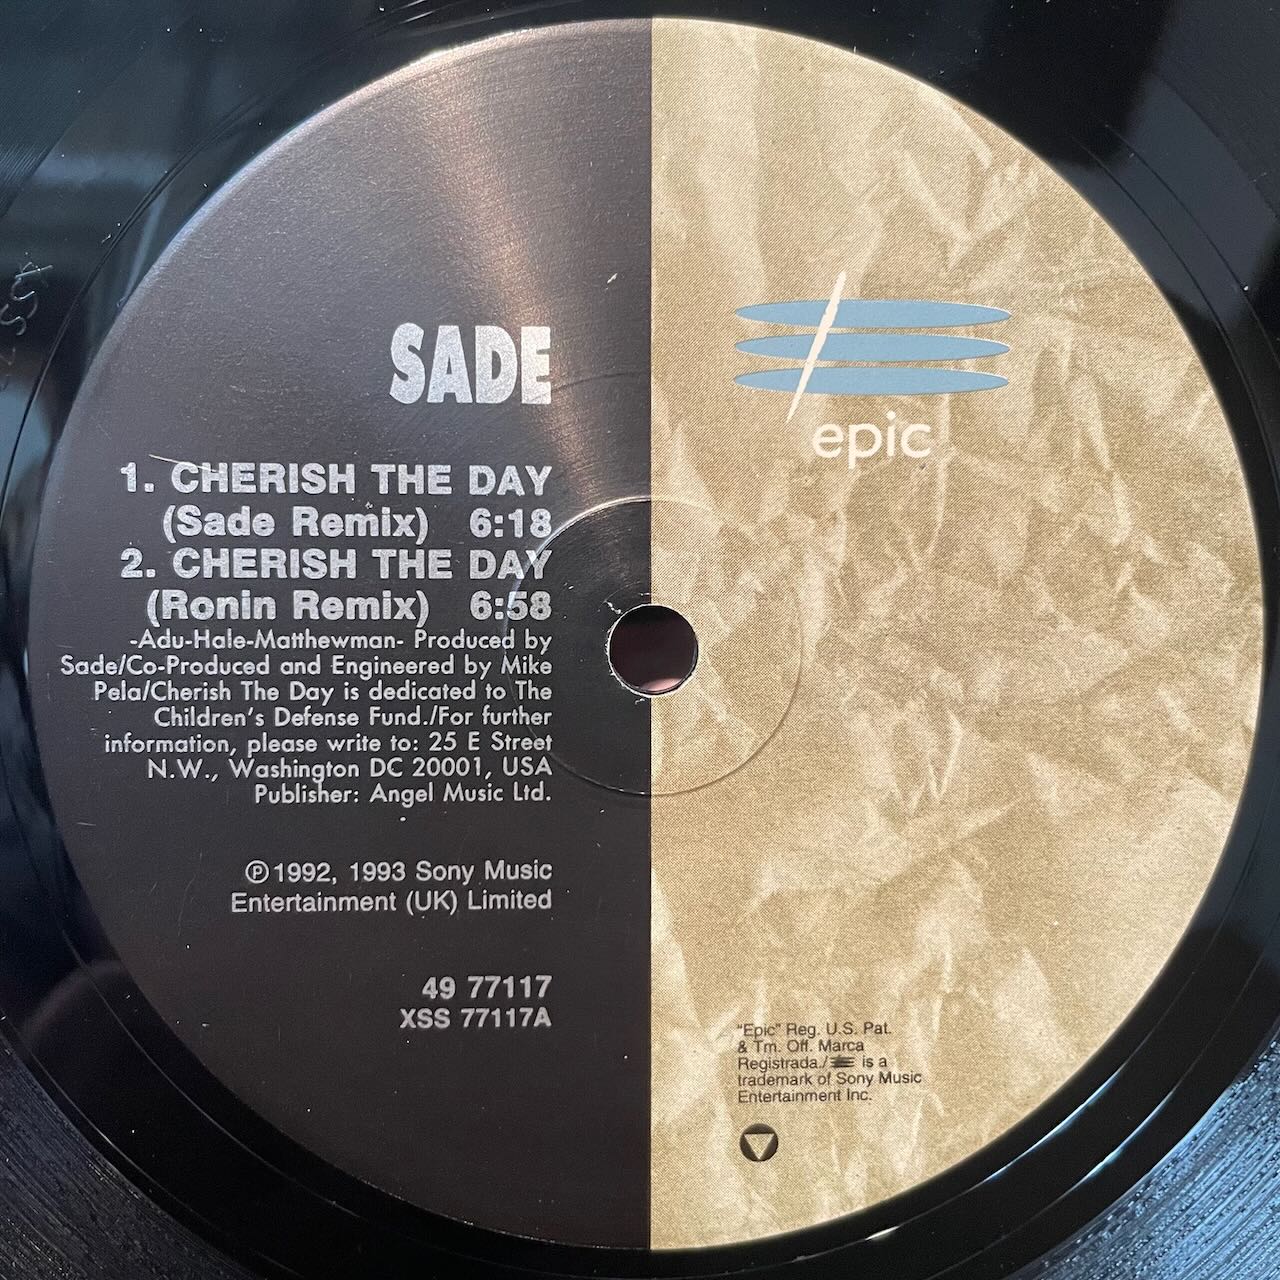 SADE
1. CHERISH THE DAY
(Sade Remix) 6:18
2. CHERISH THE DAY
(Ronin Remix) 6:58
-Adu-Hale-Matthewman- Produced by
Sade/Co-Produced and Engineered by Mike
Pela/Cherish The Day is dedicated to The
Children's Defense Fund./For further
information, please write to: 25 E Street
N.W., Washington DC 20001, USA
Publisher: Angel Music Ltd.
℗1992, 1993 Sony Music
Entertainment (UK) Limited
49 77117
XSS 77117A
epic
"Epic" Reg. U.S. Pat.
& Tm. Off. Marca
Registrada./ is a
trademark of Sony Music
Entertainment Inc.